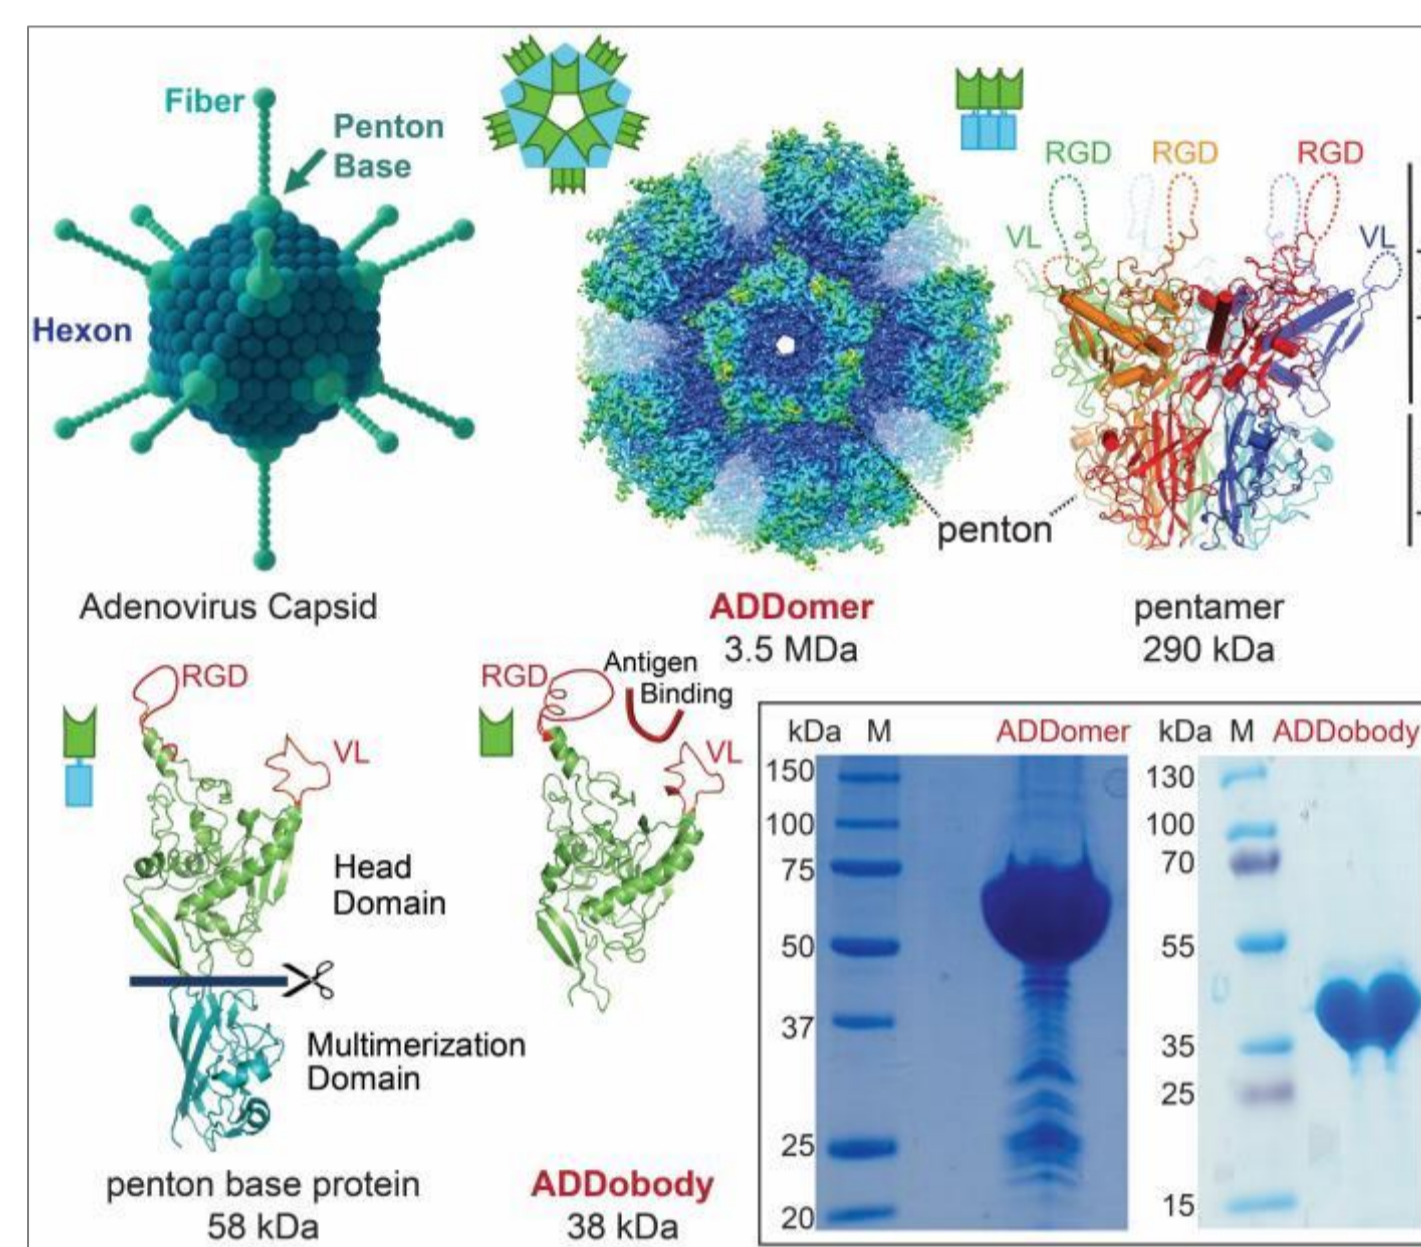 Fiber
Penton
Base
Hexon
Adenovirus Capsid
ADDomer
3.5 MDa
penton
RGD RGD RGD
VL VL
pentamer
290 kDa
RGD
VL
Head
Domain
Multimerization
Domain
penton base protein
58 kDa
RGD
Antigen
Binding
VL
ADDobody
38 kDa
kDa M ADDomer
150
100
75
50
37
25
20
kDa M ADDobody
130
100
70
55
35
25
15